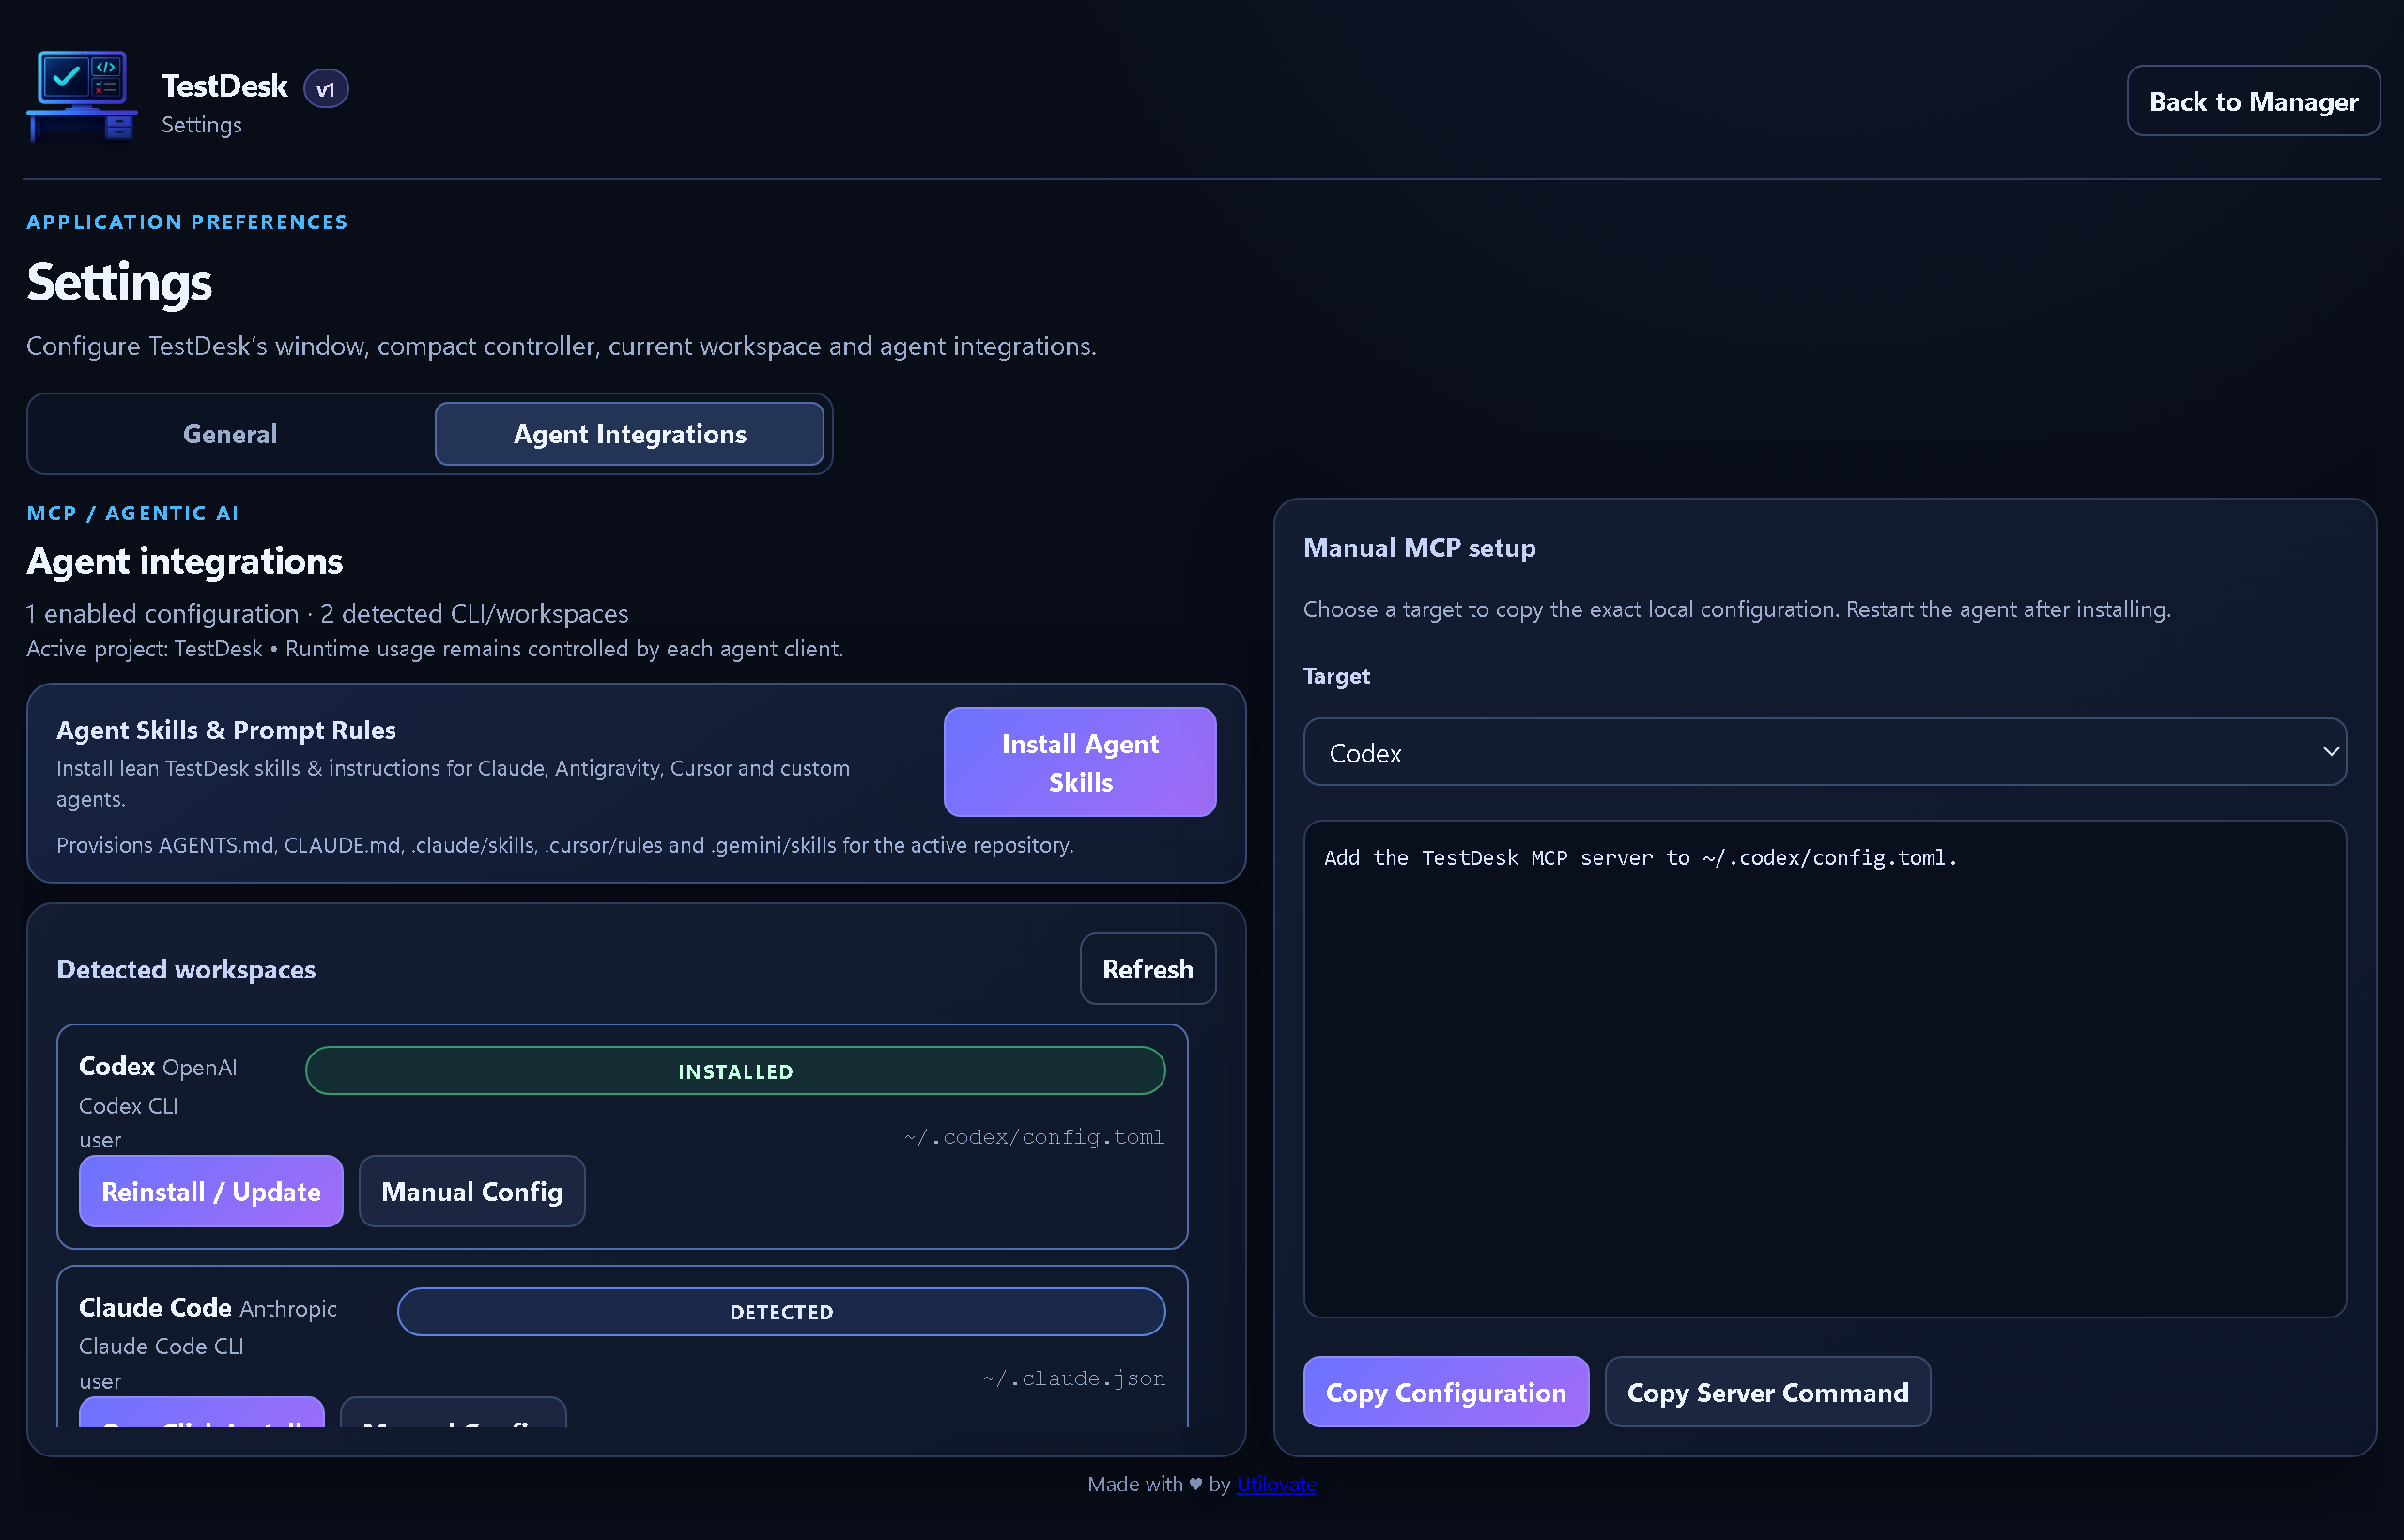 TestDesk v1
Settings
Back to Manager
APPLICATION PREFERENCES
Settings
Configure TestDesk's window, compact controller, current workspace and agent integrations.
General
Agent Integrations
MCP / AGENTIC AI
Agent integrations
1 enabled configuration · 2 detected CLI/workspaces
Active project: TestDesk • Runtime usage remains controlled by each agent client.
Agent Skills & Prompt Rules
Install lean TestDesk skills & instructions for Claude, Antigravity, Cursor and custom
agents.
Install Agent
Skills
Provisions AGENTS.md, CLAUDE.md, .claude/skills, .cursor/rules and .gemini/skills for the active repository.
Detected workspaces
Refresh
Codex OpenAI
INSTALLED
Codex CLI
user
~/.codex/config.toml
Reinstall / Update
Manual Config
Claude Code Anthropic
DETECTED
Claude Code CLI
user
~/.claude.json
Manual MCP setup
Choose a target to copy the exact local configuration. Restart the agent after installing.
Target
Codex
Add the TestDesk MCP server to ~/.codex/config.toml.
Copy Configuration
Copy Server Command
Made with ♥ by Utilovate